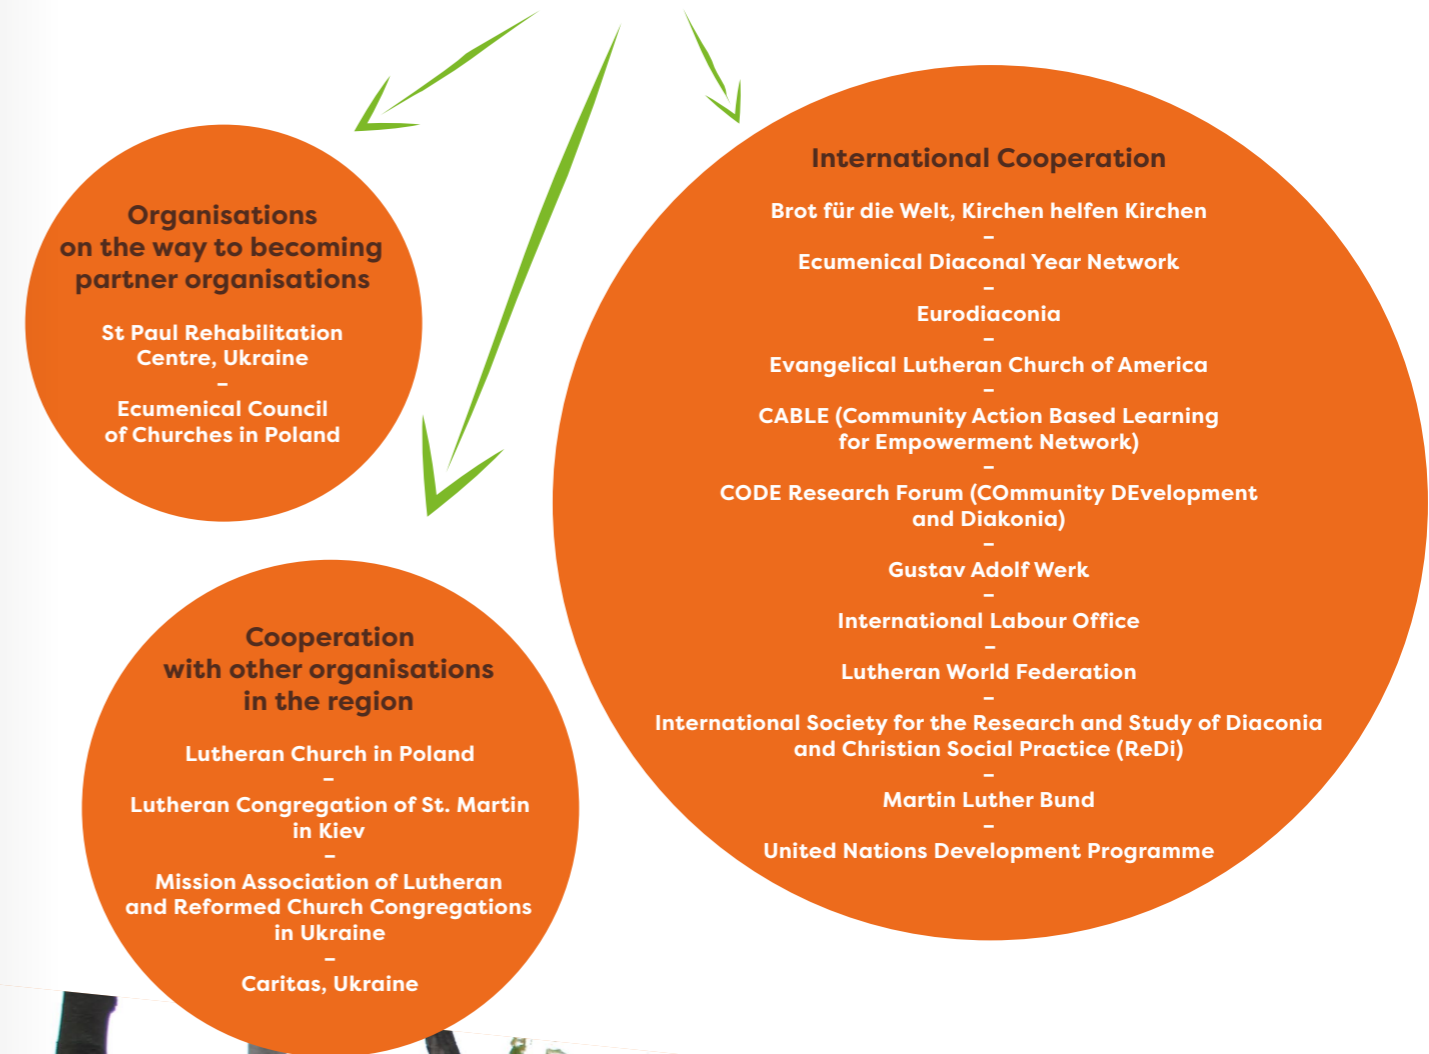 Organisations
on the way to becoming
partner organisations
St Paul Rehabilitation
Centre, Ukraine
–
Ecumenical Council
of Churches in Poland
Cooperation
with other organisations
in the region
Lutheran Church in Poland
–
Lutheran Congregation of St. Martin
in Kiev
–
Mission Association of Lutheran
and Reformed Church Congregations
in Ukraine
–
Caritas, Ukraine
International Cooperation
Brot für die Welt, Kirchen helfen Kirchen
–
Ecumenical Diaconal Year Network
–
Eurodiaconia
–
Evangelical Lutheran Church of America
–
CABLE (Community Action Based Learning
for Empowerment Network)
–
CODE Research Forum (COmmunity DEvelopment
and Diakonia)
–
Gustav Adolf Werk
–
International Labour Office
–
Lutheran World Federation
–
International Society for the Research and Study of Diaconia
and Christian Social Practice (ReDi)
–
Martin Luther Bund
–
United Nations Development Programme